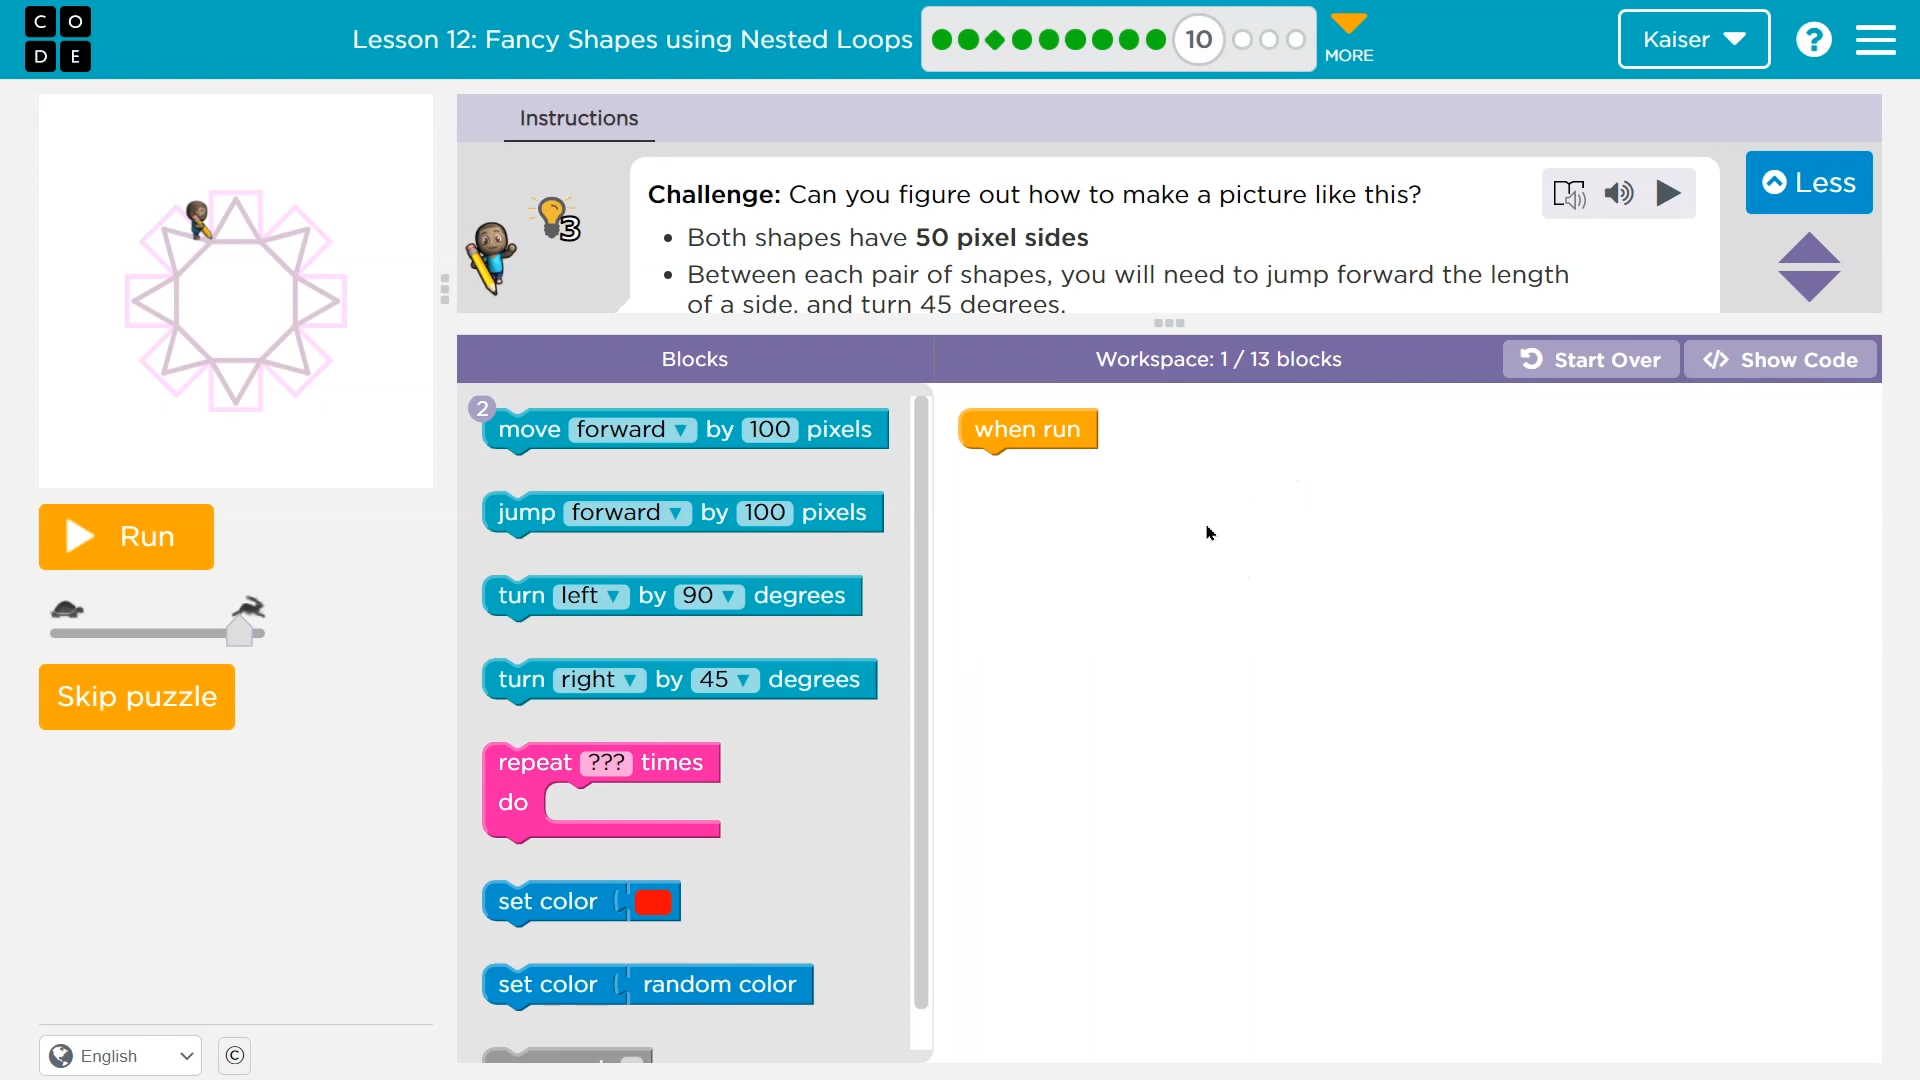 C O
D E
Lesson 12: Fancy Shapes using Nested Loops
10
MORE
Kaiser
?
Instructions
3
Challenge: Can you figure out how to make a picture like this?
• Both shapes have 50 pixel sides
• Between each pair of shapes, you will need to jump forward the length
of a side, and turn 45 degrees.
Less
Blocks
Workspace: 1 / 13 blocks
Start Over
</> Show Code
2
move forward ▼ by 100 pixels
jump forward ▼ by 100 pixels
turn left ▼ by 90 ▼ degrees
turn right ▼ by 45 ▼ degrees
repeat ??? times
do
set color
set color random color
when run
Run
Skip puzzle
English
©